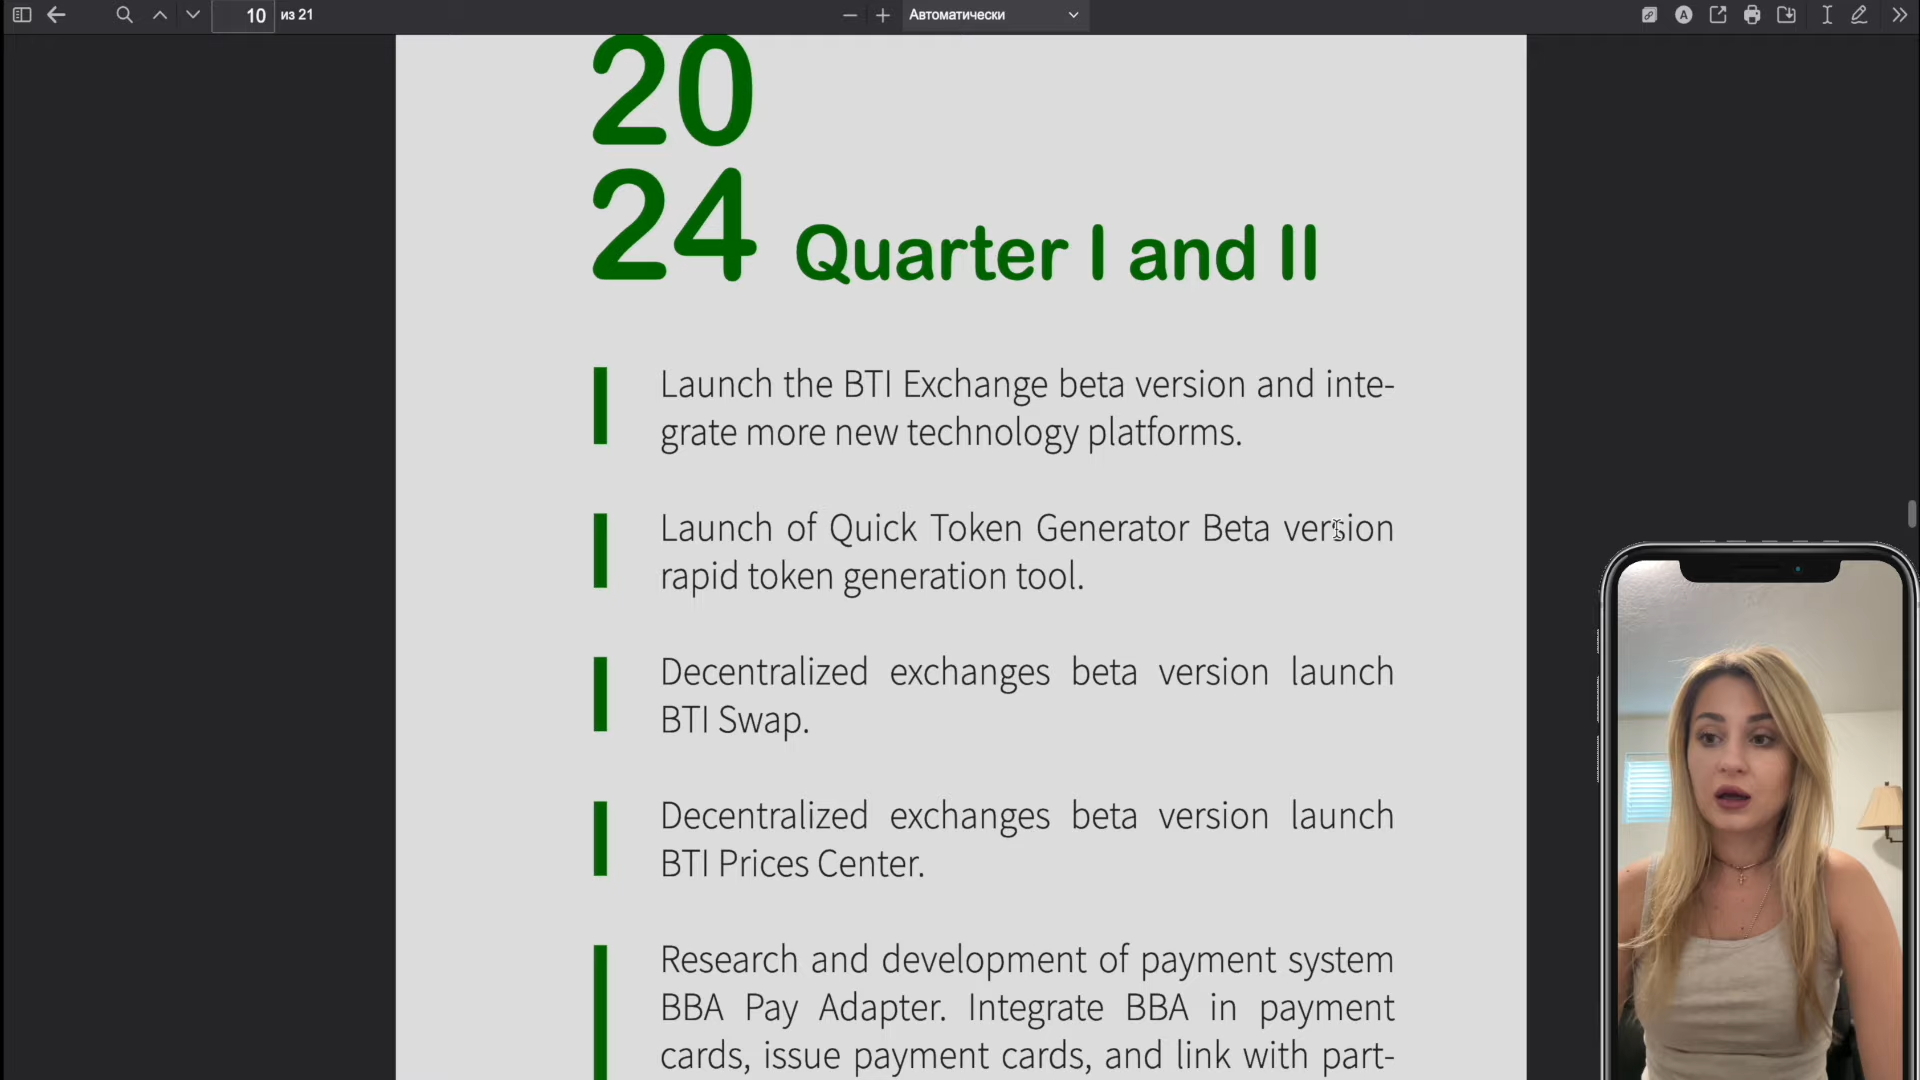 10 из 21
Автоматически
20
24 Quarter I and II
Launch the BTI Exchange beta version and inte-
grate more new technology platforms.
Launch of Quick Token Generator Beta version
rapid token generation tool.
Decentralized exchanges beta version launch
BTI Swap.
Decentralized exchanges beta version launch
BTI Prices Center.
Research and development of payment system
BBA Pay Adapter. Integrate BBA in payment
cards, issue payment cards, and link with part-